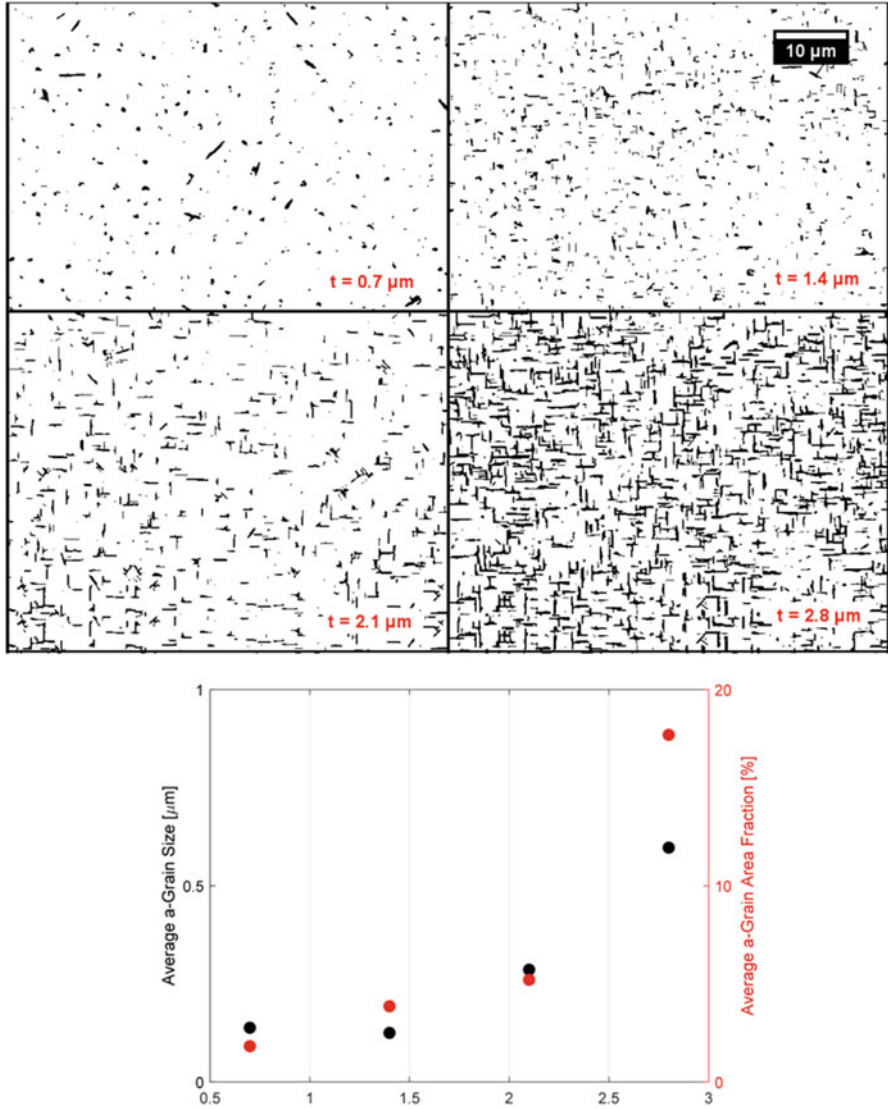 10 μm
t = 0.7 μm
t = 1.4 μm
t = 2.1 μm
t = 2.8 μm
1
20
Average a-Grain Size [μm]
0.5
10
Average a-Grain Area Fraction [%]
0
0
0.5
1
1.5
2
2.5
3